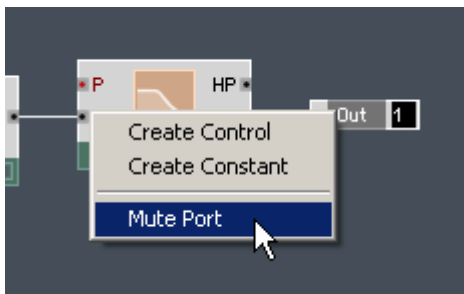 P HP
Out 1
Create Control
Create Constant
Mute Port